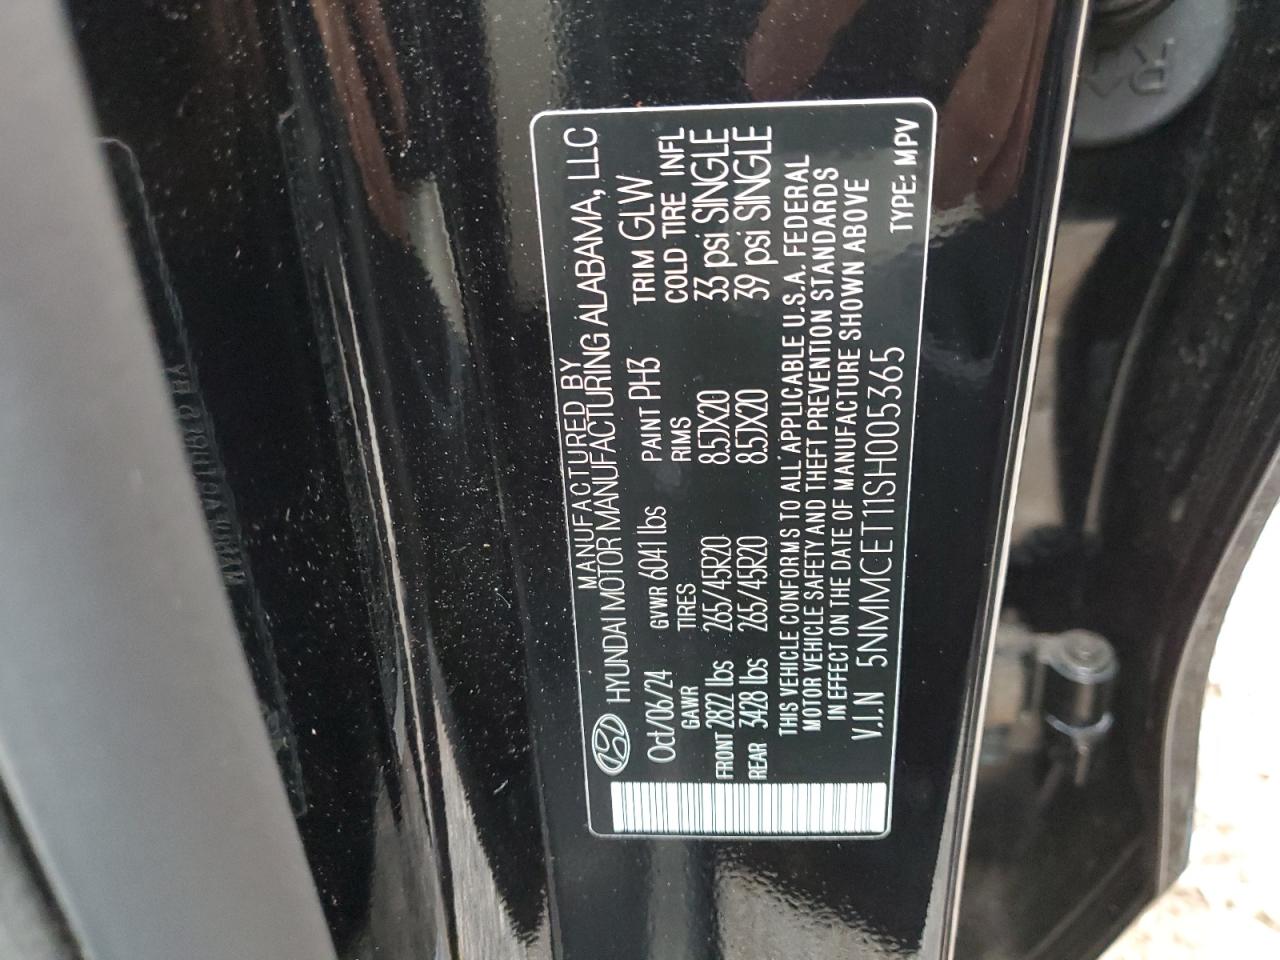 MANUFACTURED BY
HYUNDAI MOTOR MANUFACTURING ALABAMA, LLC
Oct/06/24 GVWR 6041 lbs PAINT PH3 TRIM GLW
GAWR TIRES RIMS COLD TIRE INFL
FRONT 2822 lbs 265/45R20 8.5JX20 33 psi SINGLE
REAR 3428 lbs 265/45R20 8.5JX20 39 psi SINGLE
THIS VEHICLE CONFORMS TO ALL APPLICABLE U.S.A. FEDERAL
MOTOR VEHICLE SAFETY AND THEFT PREVENTION STANDARDS
IN EFFECT ON THE DATE OF MANUFACTURE SHOWN ABOVE
V.I.N 5NMMCET11SH005365 TYPE: MPV